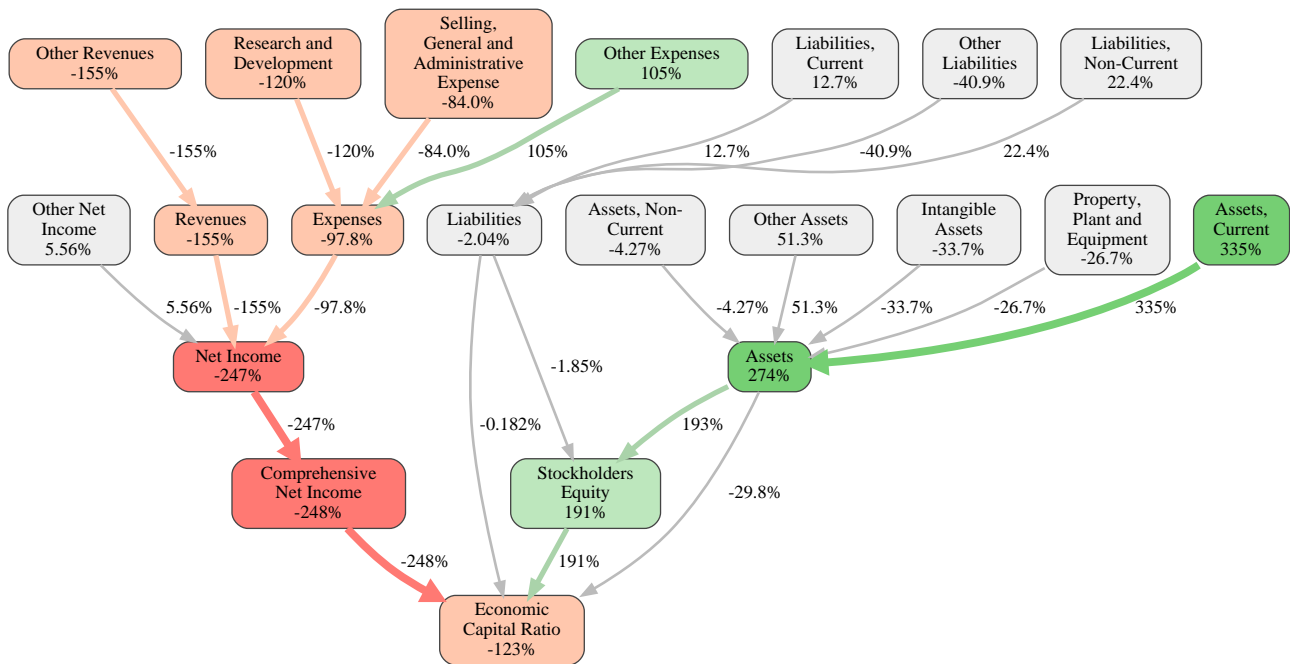 Other Revenues
-155%
Research and
Development
-120%
Selling,
General and
Administrative
Expense
-84.0%
Other Expenses
105%
Liabilities,
Current
12.7%
Other
Liabilities
-40.9%
Liabilities,
Non-Current
22.4%
-155%
-120%
-84.0%
105%
12.7%
-40.9%
22.4%
Other Net
Income
5.56%
Revenues
-155%
Expenses
-97.8%
Liabilities
-2.04%
Assets, Non-
Current
-4.27%
Other Assets
51.3%
Intangible
Assets
-33.7%
Property,
Plant and
Equipment
-26.7%
Assets,
Current
335%
5.56%
-155%
-97.8%
-4.27%
51.3%
-33.7%
-26.7%
335%
Net Income
-247%
-1.85%
Assets
274%
-247%
-0.182%
193%
Comprehensive
Net Income
-248%
Stockholders
Equity
191%
-29.8%
-248%
191%
Economic
Capital Ratio
-123%